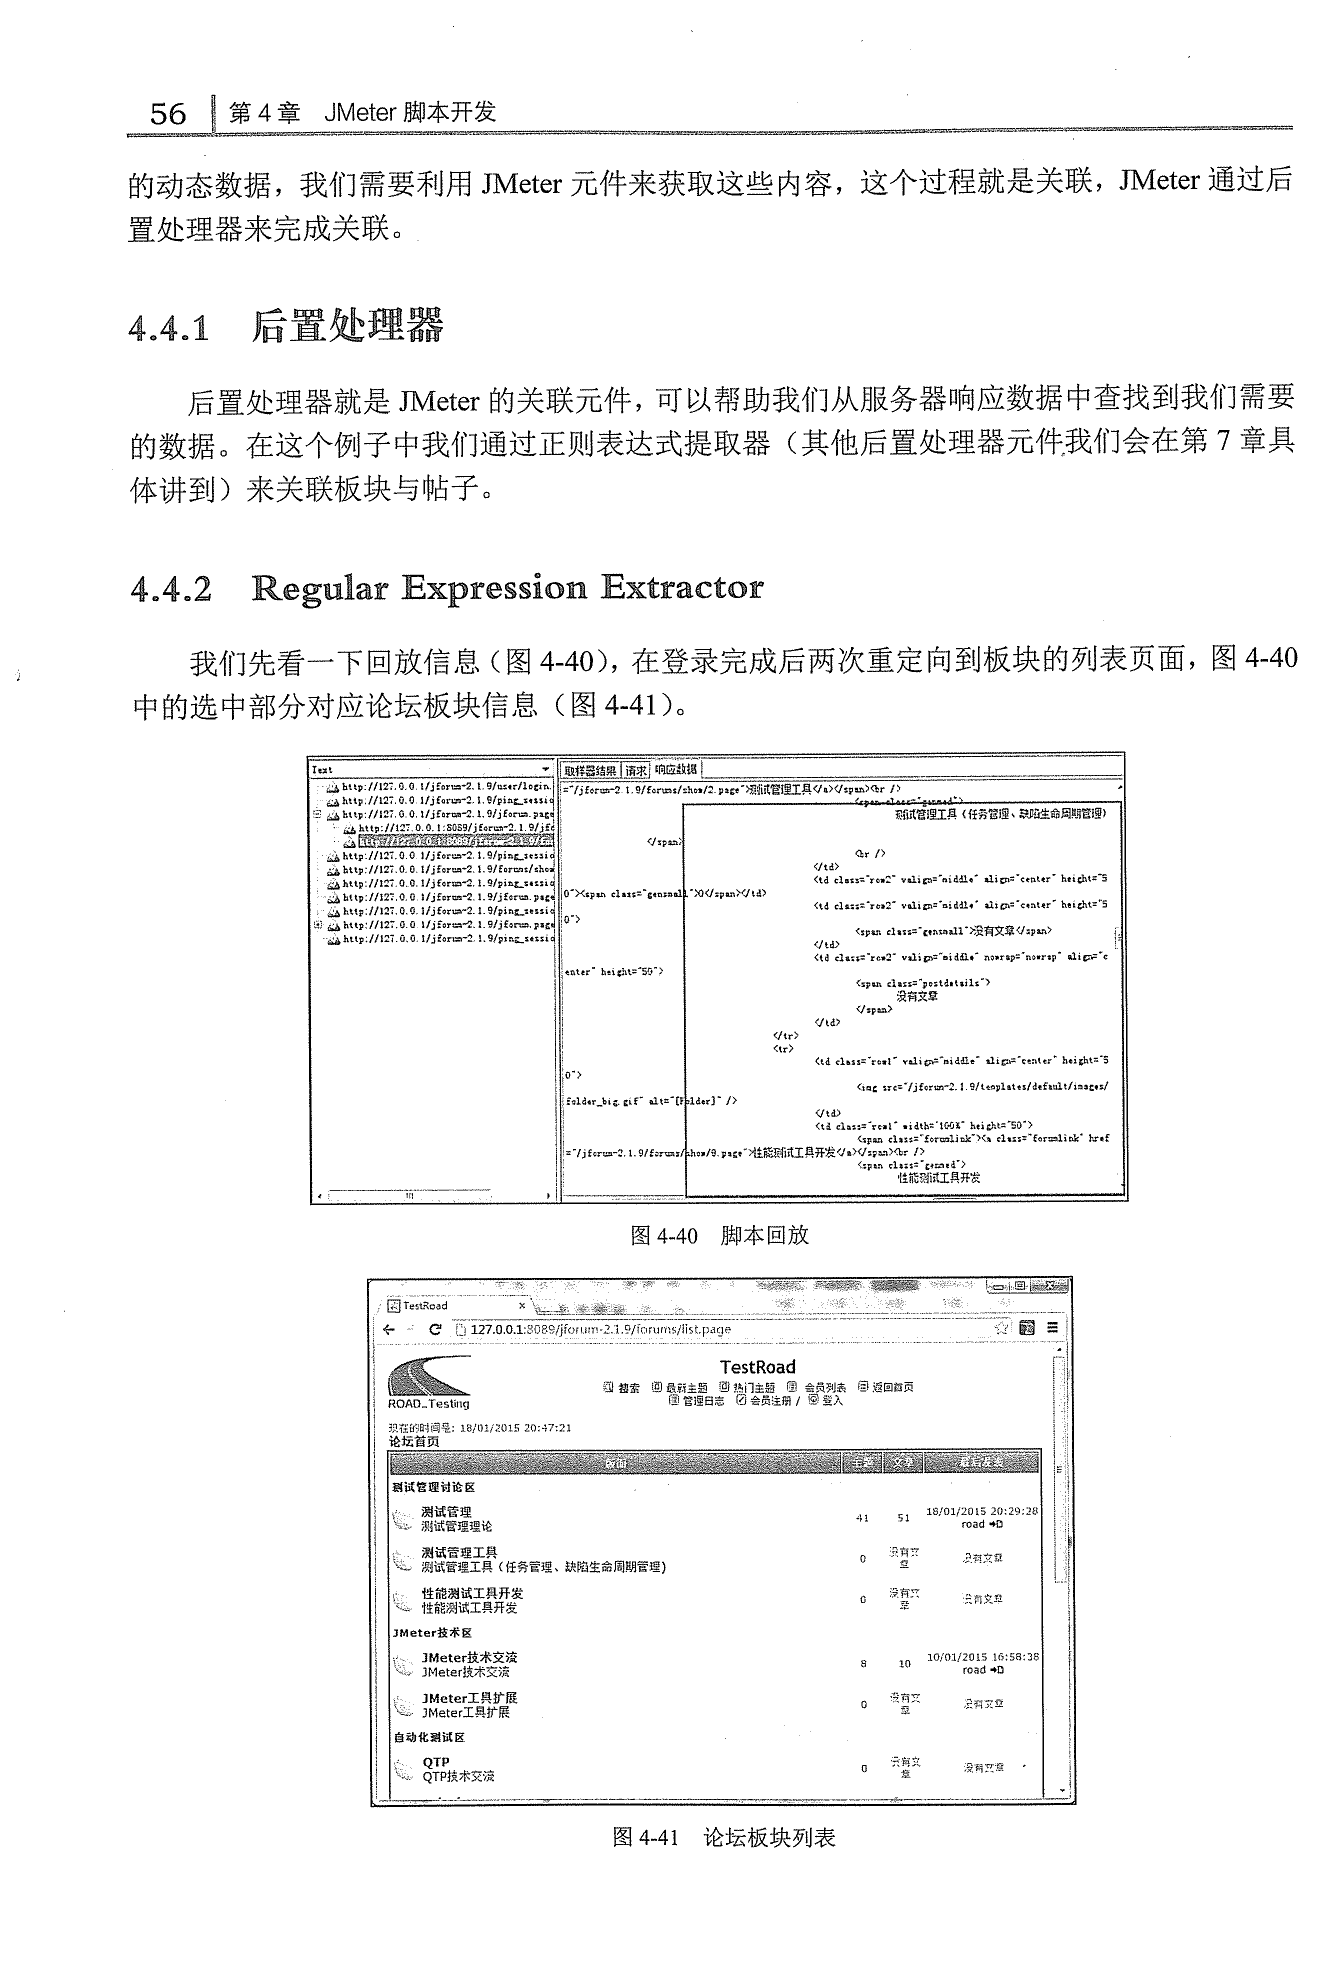 56 第 4 章 JMeter 脚本开发
的动态数据，我们需要利用 JMeter 元件来获取这些内容，这个过程就是关联，JMeter 通过后
置处理器来完成关联。
4.4.1 后置处理器
后置处理器就是 JMeter 的关联元件，可以帮助我们从服务器响应数据中查找到我们需要
的数据。在这个例子中我们通过正则表达式提取器（其他后置处理器元件我们会在第 7 章具
体讲到）来关联板块与帖子。
4.4.2 Regular Expression Extractor
我们先看一下回放信息（图 4-40），在登录完成后两次重定向到板块的列表页面，图 4-40
中的选中部分对应论坛板块信息（图 4-41）。
Text
取样器结果 请求 响应数据
http://127.0.0.1/jforum-2.1.9/user/login.
http://127.0.0.1/jforum-2.1.9/ping_sessio
http://127.0.0.1/jforum-2.1.9/jforum.page
http://127.0.0.1:8089/jforum-2.1.9/jfo
http://127.0.0.1/jforum-2.1.9/ping_sessio
http://127.0.0.1/jforum-2.1.9/forums/show
http://127.0.0.1/jforum-2.1.9/ping_sessio
http://127.0.0.1/jforum-2.1.9/jforum.page
http://127.0.0.1/jforum-2.1.9/ping_sessio
http://127.0.0.1/jforum-2.1.9/jforum.page
http://127.0.0.1/jforum-2.1.9/ping_sessio
="/jforum-2.1.9/forums/show/2.page">测试管理工具</a></span><br />
<span class="genmed">
测试管理工具（任务管理、缺陷生命周期管理）
</span>
<br />
</td>
<td class="row2" valign="middle" align="center" height="5
0"><span class="gensmall">0</span></td>
<td class="row2" valign="middle" align="center" height="5
0">
<span class="gensmall">没有文章</span>
</td>
<td class="row2" valign="middle" nowrap="nowrap" align="c
enter" height="50">
<span class="postdetails">
没有文章
</span>
</td>
</tr>
<tr>
<td class="row1" valign="middle" align="center" height="5
0">
<img src="/jforum-2.1.9/templates/default/images/
folder_big.gif" alt="[Folder]" />
</td>
<td class="row1" width="100%" height="50">
<span class="forumlink"><a class="forumlink" href
="/jforum-2.1.9/forums/show/9.page">性能测试工具开发</a></span><br />
<span class="genmed">
性能测试工具开发
图 4-40 脚本回放
TestRoad
127.0.0.1:8089/jforum-2.1.9/forums/list.page
TestRoad
搜索 最新主题 热门主题 会员列表 返回首页
管理日志 会员注册 / 登入
ROAD_Testing
现在的时间是: 18/01/2015 20:47:21
论坛首页
版面 主题 文章 最后发表
测试管理讨论区
测试管理
测试管理理论
41 51 18/01/2015 20:29:28
road
测试管理工具
测试管理工具（任务管理、缺陷生命周期管理）
0 没有文章 没有文章
性能测试工具开发
性能测试工具开发
0 没有文章 没有文章
JMeter技术区
JMeter技术交流
JMeter技术交流
8 10 10/01/2015 16:58:38
road
JMeter工具扩展
JMeter工具扩展
0 没有文章 没有文章
自动化测试区
QTP
QTP技术交流
0 没有文章 没有文章
图 4-41 论坛板块列表